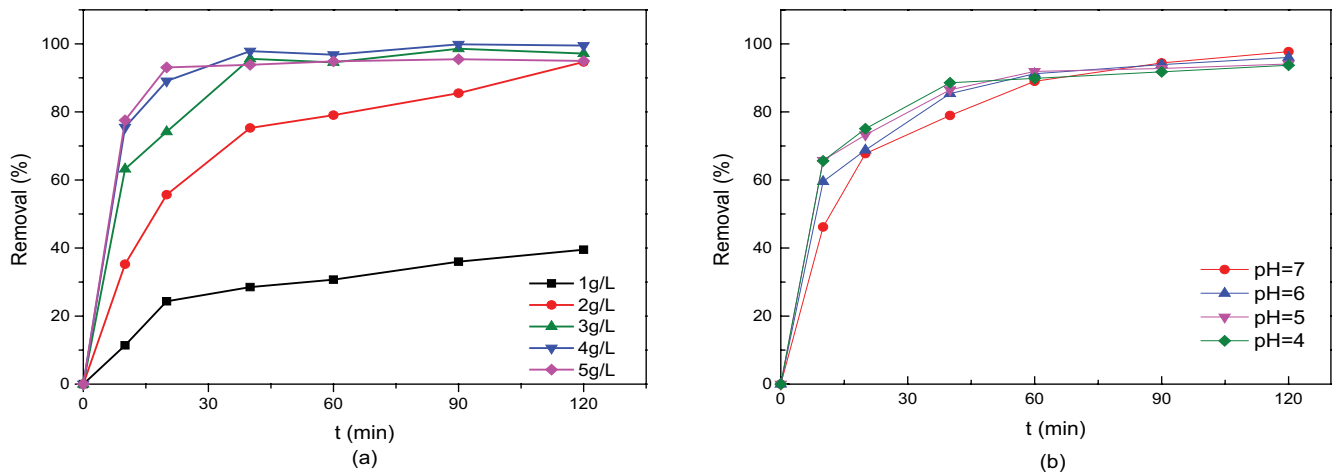 100
80
60
40
20
0
Removal (%)
0 30 60 90 120
t (min)
(a)
1g/L
2g/L
3g/L
4g/L
5g/L
100
80
60
40
20
0
Removal (%)
0 30 60 90 120
t (min)
(b)
pH=7
pH=6
pH=5
pH=4